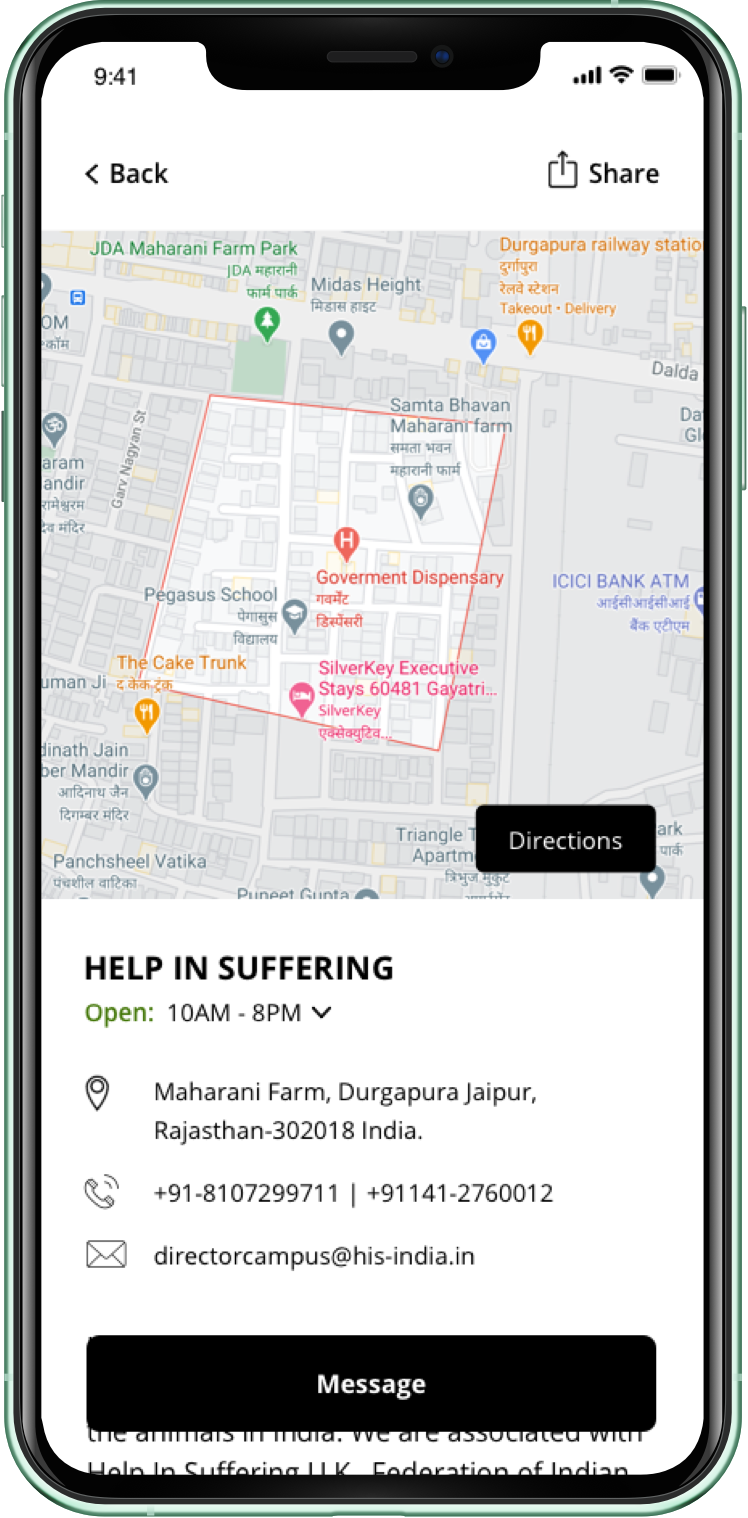 9:41
Back
Share
JDA Maharani Farm Park
JDA महारानी
फार्म पार्क
Durgapura railway statio
दुर्गापुरा
रेलवे स्टेशन
Takeout • Delivery
Midas Height
मिडास हाइट
OM
Dalda
Samta Bhavan
Maharani farm
समता भवन
महारानी फार्म
Garv Nagyan St
Goverment Dispensary
गवर्मेंट
डिस्पेंसरी
ICICI BANK ATM
आईसीआईसीआई
बैंक एटीएम
Pegasus School
पेगासुस
विद्यालय
The Cake Trunk
द केक ट्रंक
SilverKey Executive
Stays 60481 Gayatri...
SilverKey
एक्सेक्युटिव...
uman Ji
dinath Jain
ber Mandir
आदिनाथ जैन
दिगम्बर मंदिर
Triangle T
Apartm
त्रिभुज मुकुट
ark
पार्क
Directions
Panchsheel Vatika
पंचशील वाटिका
Puneet Gupta
HELP IN SUFFERING
Open: 10AM - 8PM
Maharani Farm, Durgapura Jaipur,
Rajasthan-302018 India.
+91-8107299711 | +91141-2760012
directorcampus@his-india.in
Message
the animals in India. We are associated with
Help In Suffering U.K., Federation of Indian